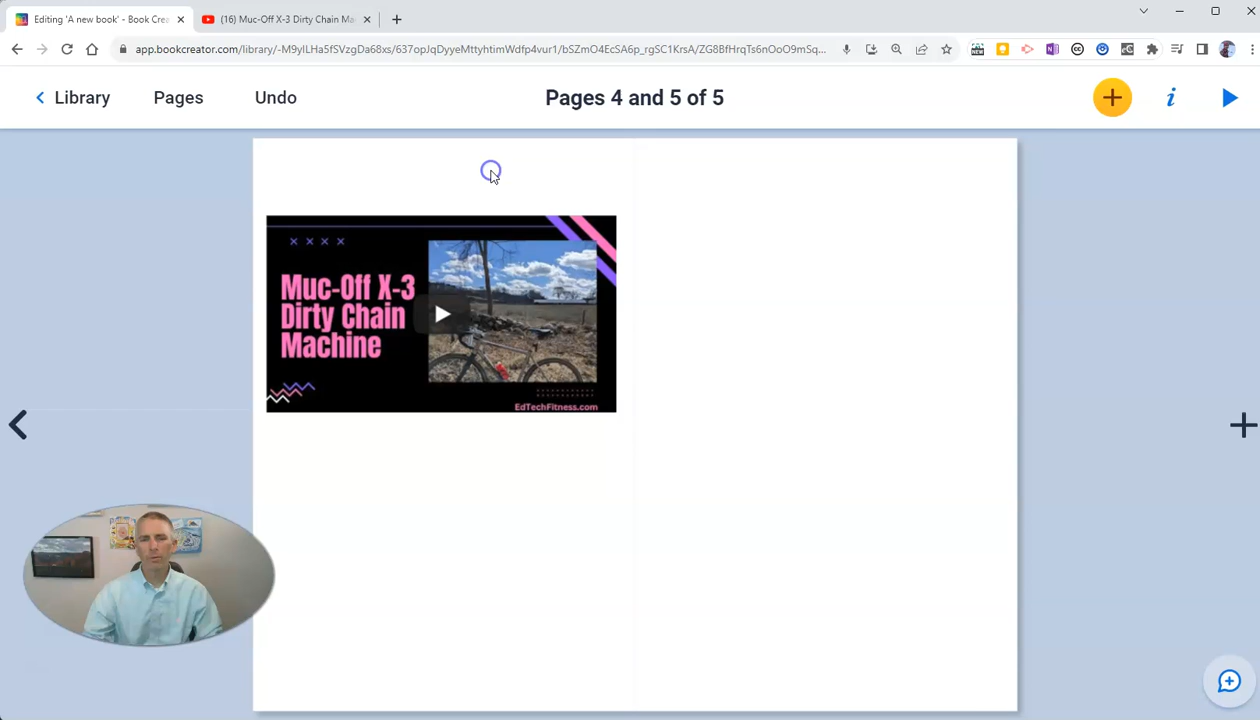 Editing 'A new book' - Book Crea
(16) Muc-Off X-3 Dirty Chain Ma
app.bookcreator.com/library/-M9ylLHa5fSVzgDa68xs/637opJqDyyeMttyhtimWdfp4vur1/bSZmO4EcSA6p_rgSC1KrsA/ZG8BfHrqTs6nOoO9mSq...
Library
Pages
Undo
Pages 4 and 5 of 5
Muc-Off X-3
Dirty Chain
Machine
EdTechFitness.com